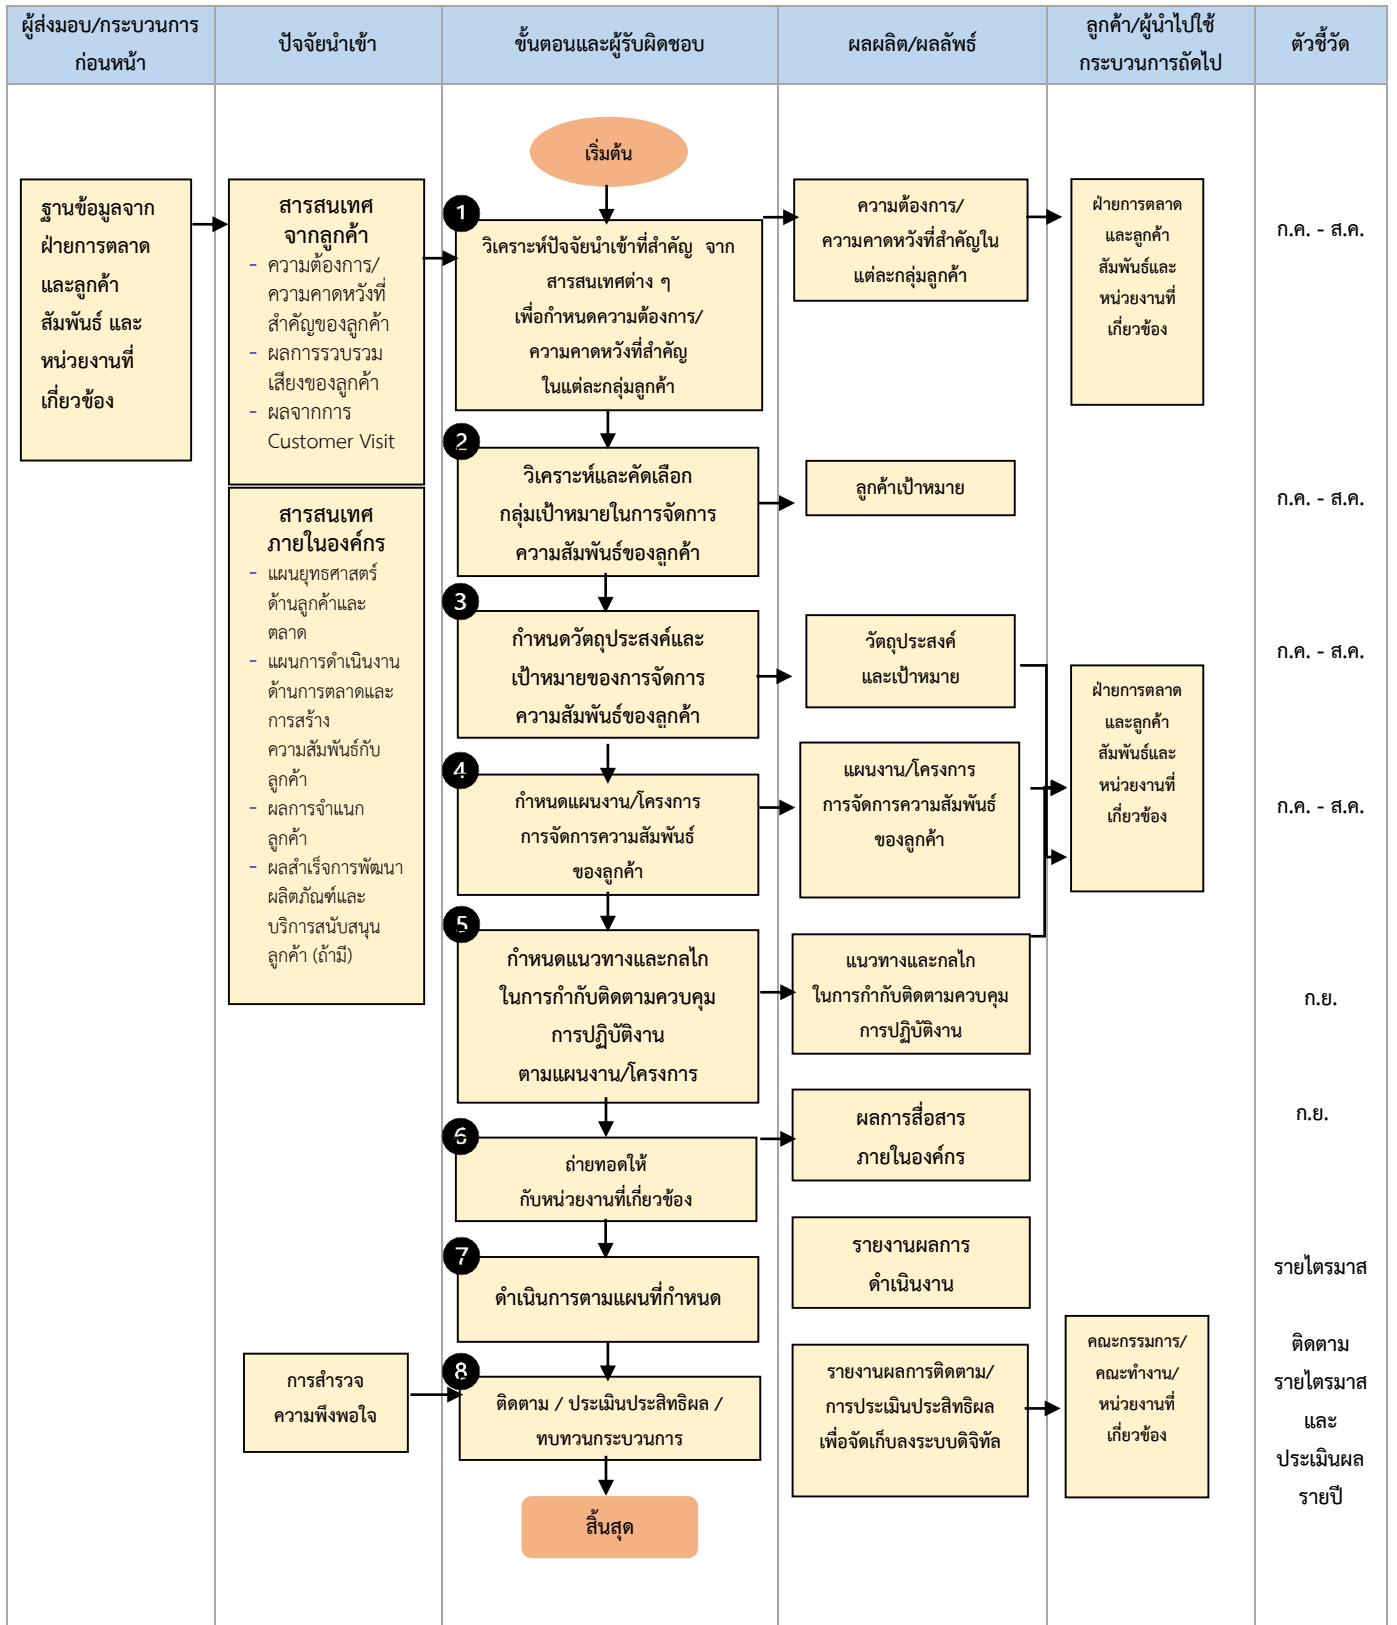 ผู้ส่งมอบ/กระบวนการ
ก่อนหน้า
ปัจจัยนำเข้า
ขั้นตอนและผู้รับผิดชอบ
ผลผลิต/ผลลัพธ์
ลูกค้า/ผู้นำไปใช้
กระบวนการถัดไป
ตัวชี้วัด
เริ่มต้น
ฐานข้อมูลจาก
ฝ่ายการตลาด
และลูกค้า
สัมพันธ์ และ
หน่วยงานที่
เกี่ยวข้อง
สารสนเทศ
จากลูกค้า
- ความต้องการ/
ความคาดหวังที่
สำคัญของลูกค้า
- ผลการรวบรวม
เสียงของลูกค้า
- ผลจากการ
Customer Visit
1
วิเคราะห์ปัจจัยนำเข้าที่สำคัญ จาก
สารสนเทศต่าง ๆ
เพื่อกำหนดความต้องการ/
ความคาดหวังที่สำคัญ
ในแต่ละกลุ่มลูกค้า
ความต้องการ/
ความคาดหวังที่สำคัญใน
แต่ละกลุ่มลูกค้า
ฝ่ายการตลาด
และลูกค้า
สัมพันธ์และ
หน่วยงานที่
เกี่ยวข้อง
ก.ค. - ส.ค.
สารสนเทศ
ภายในองค์กร
- แผนยุทธศาสตร์
ด้านลูกค้าและ
ตลาด
- แผนการดำเนินงาน
ด้านการตลาดและ
การสร้าง
ความสัมพันธ์กับ
ลูกค้า
- ผลการจำแนก
ลูกค้า
- ผลสำเร็จการพัฒนา
ผลิตภัณฑ์และ
บริการสนับสนุน
ลูกค้า (ถ้ามี)
2
วิเคราะห์และคัดเลือก
กลุ่มเป้าหมายในการจัดการ
ความสัมพันธ์ของลูกค้า
ลูกค้าเป้าหมาย
ก.ค. - ส.ค.
3
กำหนดวัตถุประสงค์และ
เป้าหมายของการจัดการ
ความสัมพันธ์ของลูกค้า
วัตถุประสงค์
และเป้าหมาย
ก.ค. - ส.ค.
ฝ่ายการตลาด
และลูกค้า
สัมพันธ์และ
หน่วยงานที่
เกี่ยวข้อง
4
กำหนดแผนงาน/โครงการ
การจัดการความสัมพันธ์
ของลูกค้า
แผนงาน/โครงการ
การจัดการความสัมพันธ์
ของลูกค้า
ก.ค. - ส.ค.
5
กำหนดแนวทางและกลไก
ในการกำกับติดตามควบคุม
การปฏิบัติงาน
ตามแผนงาน/โครงการ
แนวทางและกลไก
ในการกำกับติดตามควบคุม
การปฏิบัติงาน
ก.ย.
6
ถ่ายทอดให้
กับหน่วยงานที่เกี่ยวข้อง
ผลการสื่อสาร
ภายในองค์กร
ก.ย.
7
ดำเนินการตามแผนที่กำหนด
รายงานผลการ
ดำเนินงาน
รายไตรมาส
การสำรวจ
ความพึงพอใจ
8
ติดตาม / ประเมินประสิทธิผล /
ทบทวนกระบวนการ
รายงานผลการติดตาม/
การประเมินประสิทธิผล
เพื่อจัดเก็บลงระบบดิจิทัล
คณะกรรมการ/
คณะทำงาน/
หน่วยงานที่
เกี่ยวข้อง
ติดตาม
รายไตรมาส
และ
ประเมินผล
รายปี
สิ้นสุด